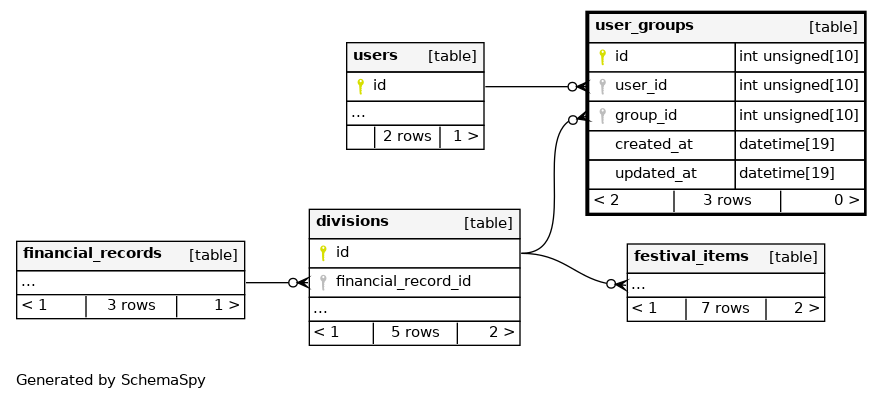 user_groups [table]
id int unsigned[10]
user_id int unsigned[10]
group_id int unsigned[10]
created_at datetime[19]
updated_at datetime[19]
< 2 3 rows 0 >
users [table]
id
...
2 rows 1 >
divisions [table]
id
financial_record_id
...
< 1 5 rows 2 >
financial_records [table]
...
< 1 3 rows 1 >
festival_items [table]
...
< 1 7 rows 2 >
Generated by SchemaSpy